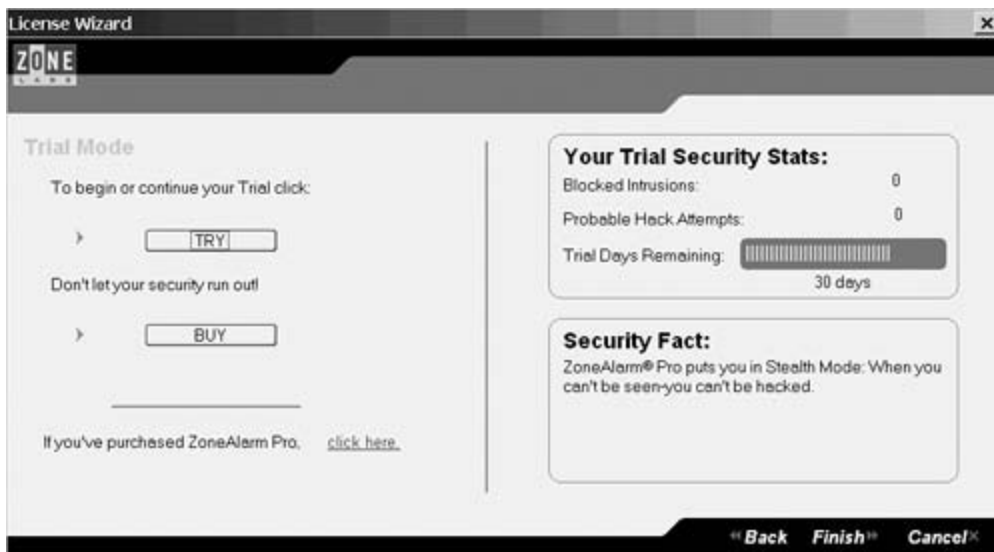 License Wizard
ZONE
LABS
Trial Mode
To begin or continue your Trial click:
TRY
Don't let your security run out!
BUY
If you've purchased ZoneAlarm Pro, click here.
Your Trial Security Stats:
Blocked Intrusions: 0
Probable Hack Attempts: 0
Trial Days Remaining:
30 days
Security Fact:
ZoneAlarm® Pro puts you in Stealth Mode: When you
can't be seen-you can't be hacked.
Back Finish Cancel